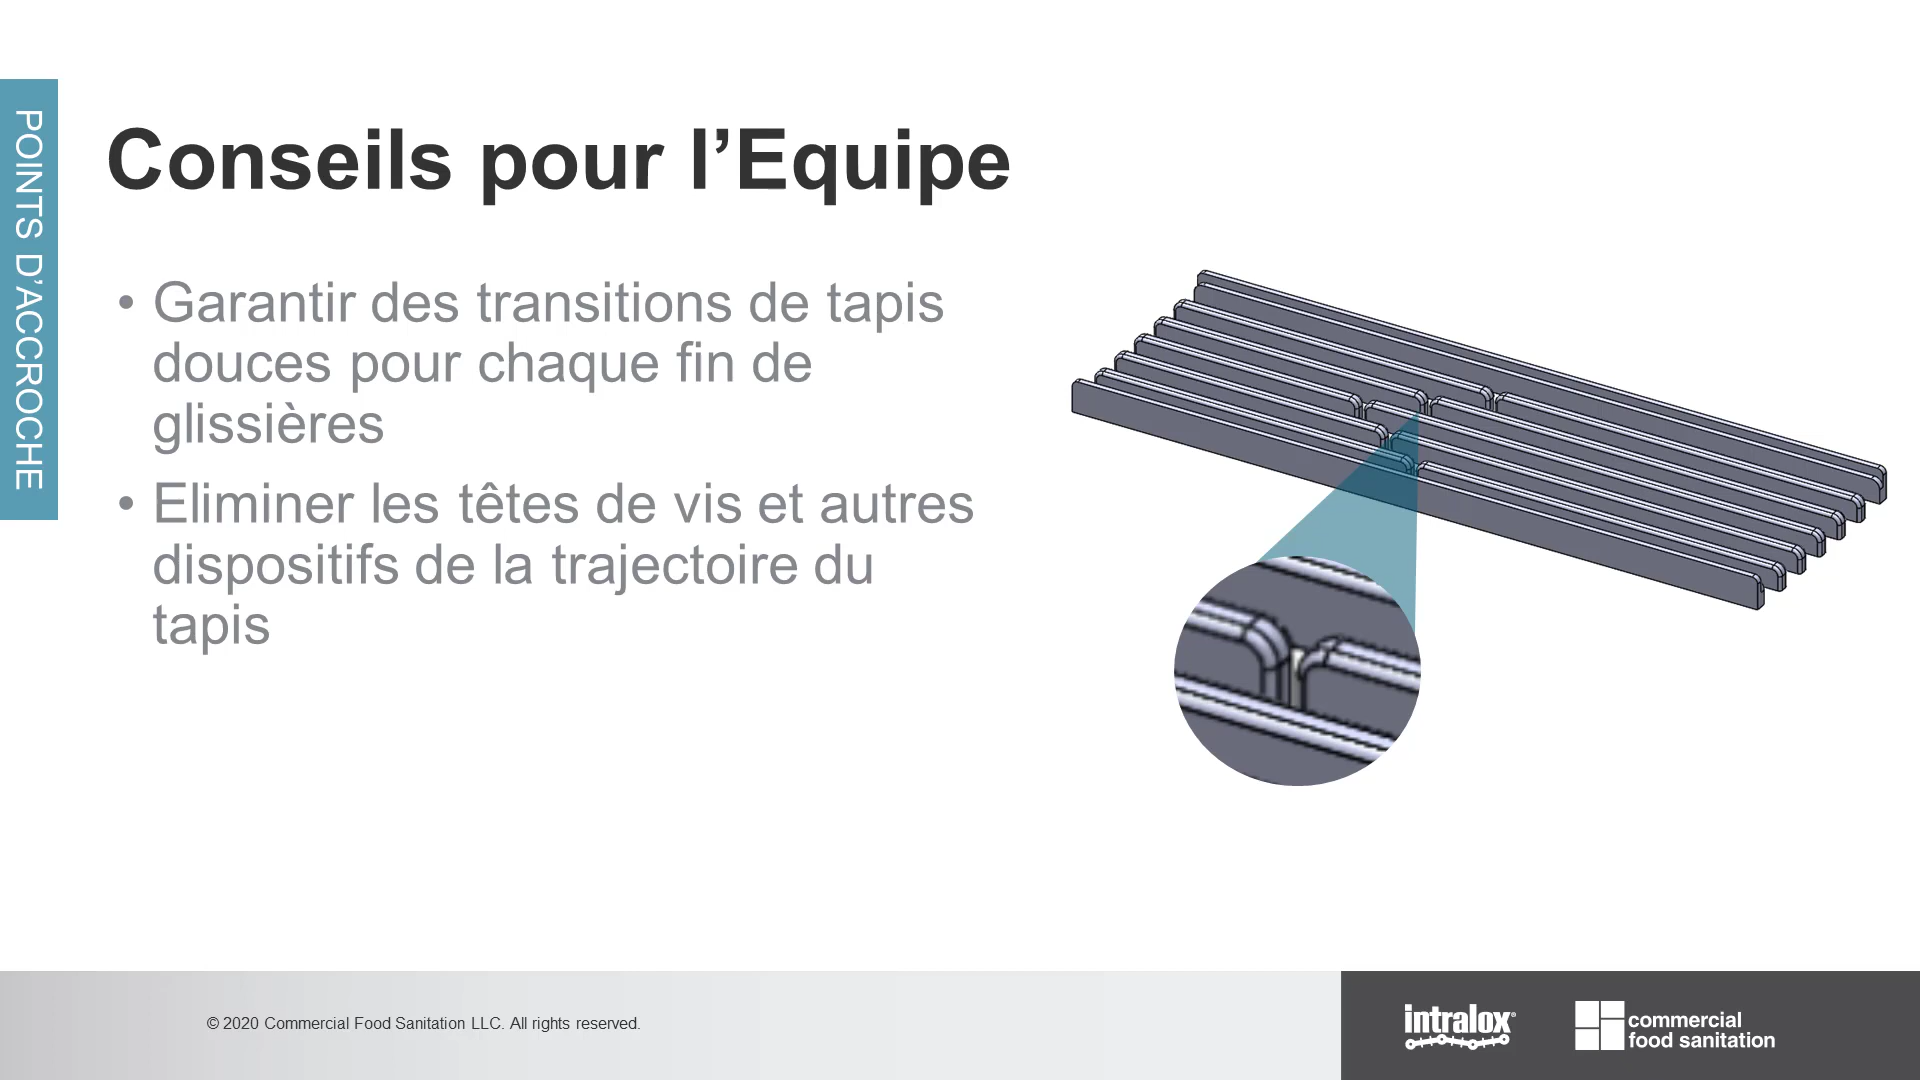 POINTS D’ACCROCHE
Conseils pour l’Equipe
• Garantir des transitions de tapis
douces pour chaque fin de
glissières
• Eliminer les têtes de vis et autres
dispositifs de la trajectoire du
tapis
© 2020 Commercial Food Sanitation LLC. All rights reserved.
intralox®
commercial
food sanitation